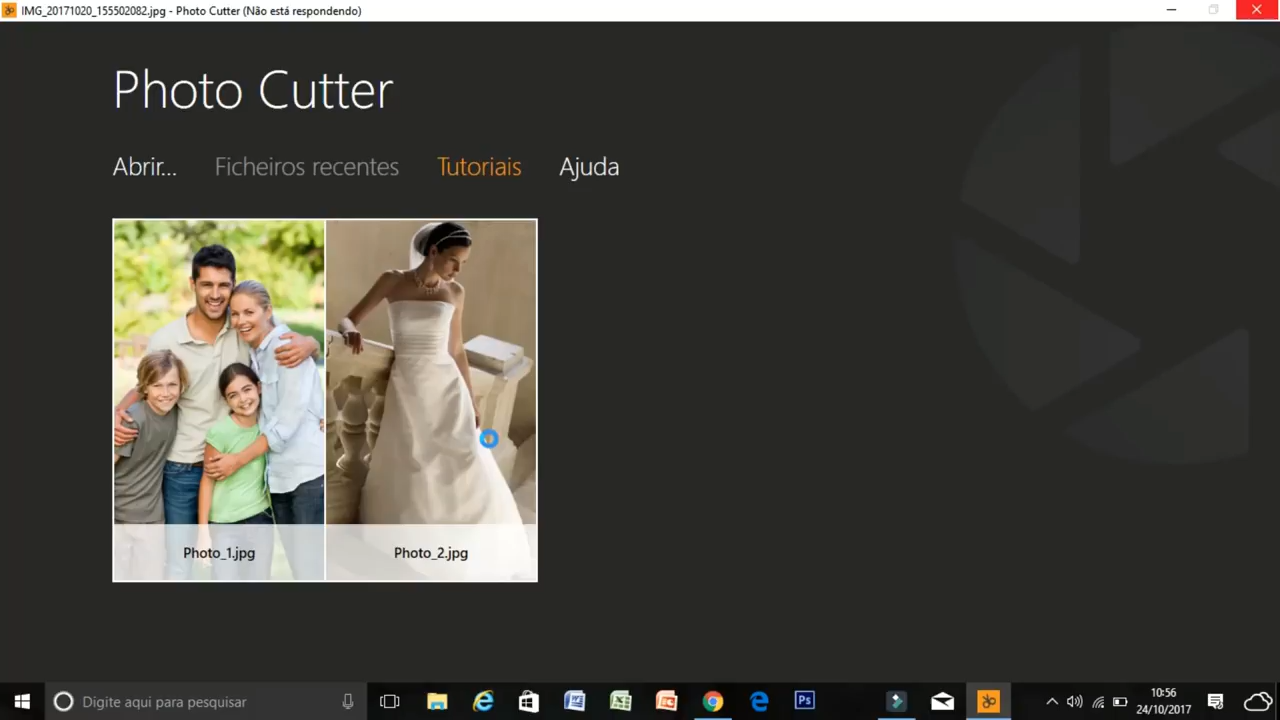 IMG_20171020_155502082.jpg - Photo Cutter (Não está respondendo)
Photo Cutter
Abrir... Ficheiros recentes Tutoriais Ajuda
Photo_1.jpg Photo_2.jpg
Digite aqui para pesquisar
Ps
10:56
24/10/2017